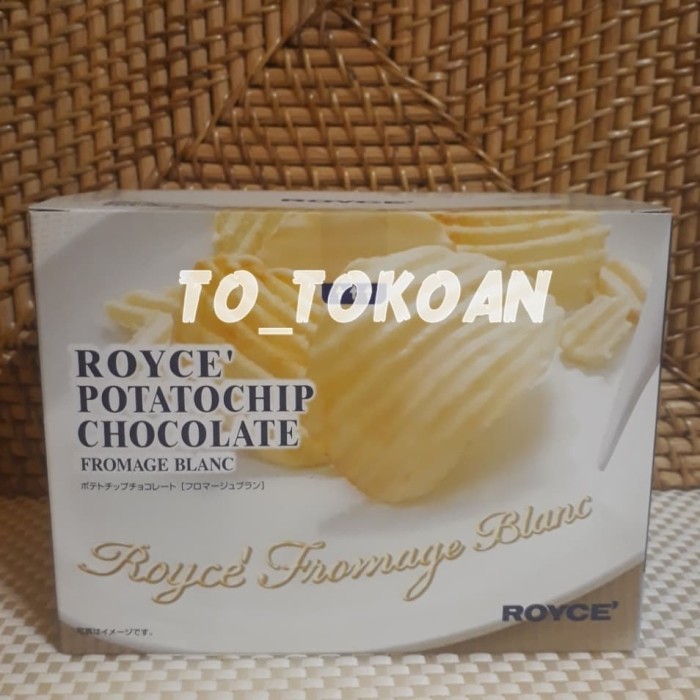 ROYCE'
TO_TOKOAN
ROYCE'
POTATOCHIP
CHOCOLATE
FROMAGE BLANC
ポテトチップチョコレート [フロマージュブラン]
Royce' Fromage Blanc
ROYCE'
写真はイメージです。